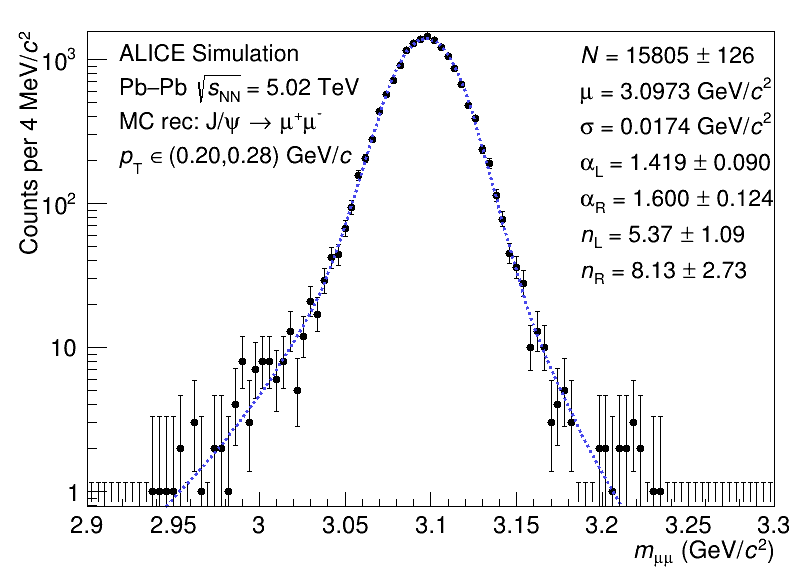 ALICE Simulation
Pb–Pb √sNN = 5.02 TeV
MC rec: J/ψ → μ+μ-
pT ∈ (0.20,0.28) GeV/c
N = 15805 ± 126
μ = 3.0973 GeV/c2
σ = 0.0174 GeV/c2
αL = 1.419 ± 0.090
αR = 1.600 ± 0.124
nL = 5.37 ± 1.09
nR = 8.13 ± 2.73
Counts per 4 MeV/c2
103
102
10
1
2.9 2.95 3 3.05 3.1 3.15 3.2 3.25 3.3
mμμ (GeV/c2)